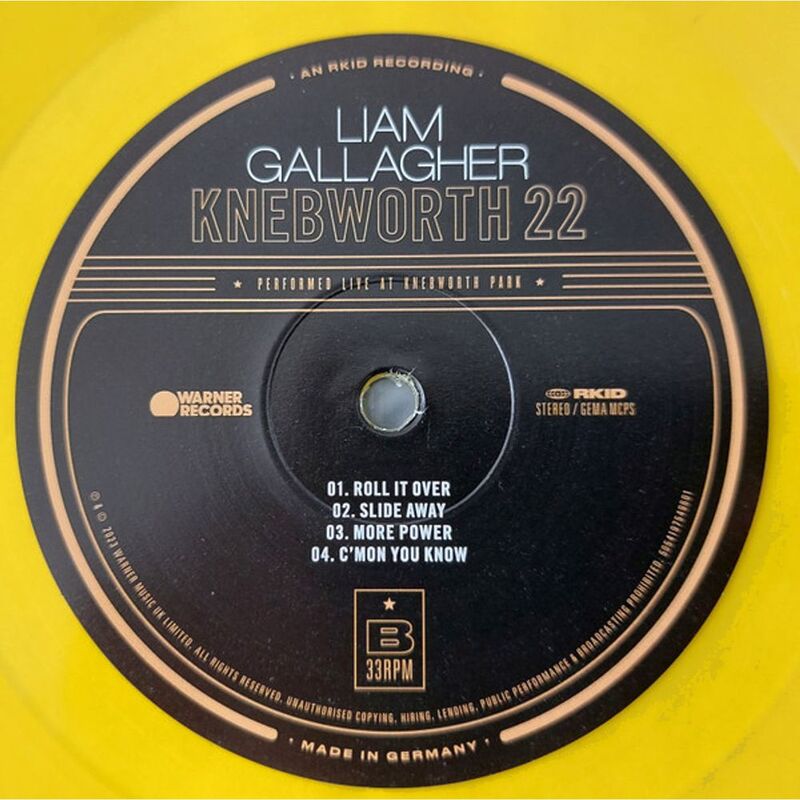 · AN RKID RECORDING ·
LIAM
GALLAGHER
KNEBWORTH 22
★ PERFORMED LIVE AT KNEBWORTH PARK ★
WARNER
RECORDS
RKID
STEREO / GEMA MCPS
01. ROLL IT OVER
02. SLIDE AWAY
03. MORE POWER
04. C'MON YOU KNOW
★
B
33RPM
℗ & © 2023 WARNER MUSIC UK LIMITED. ALL RIGHTS RESERVED. UNAUTHORISED COPYING, HIRING, LENDING, PUBLIC PERFORMANCE & BROADCASTING PROHIBITED.
· MADE IN GERMANY ·